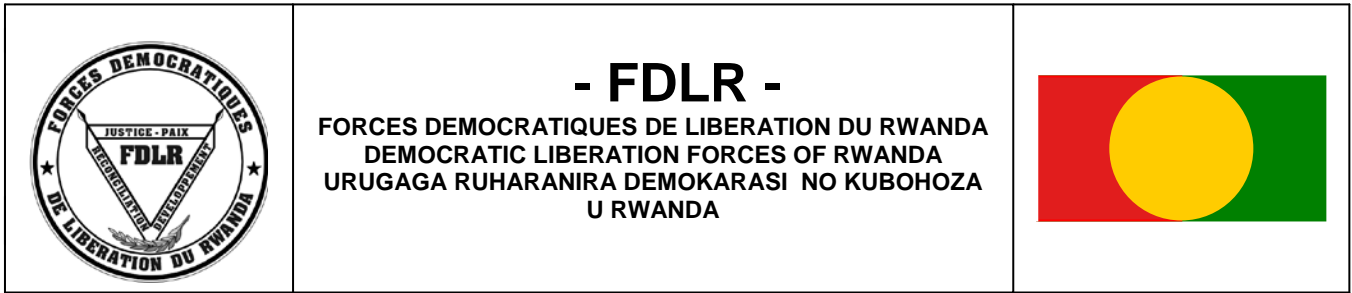 FORCES DEMOCRATIQUES
DE LIBERATION DU RWANDA
JUSTICE - PAIX
FDLR
RECONCILIATION
DEVELOPPEMENT
- FDLR -
FORCES DEMOCRATIQUES DE LIBERATION DU RWANDA
DEMOCRATIC LIBERATION FORCES OF RWANDA
URUGAGA RUHARANIRA DEMOKARASI NO KUBOHOZA
U RWANDA